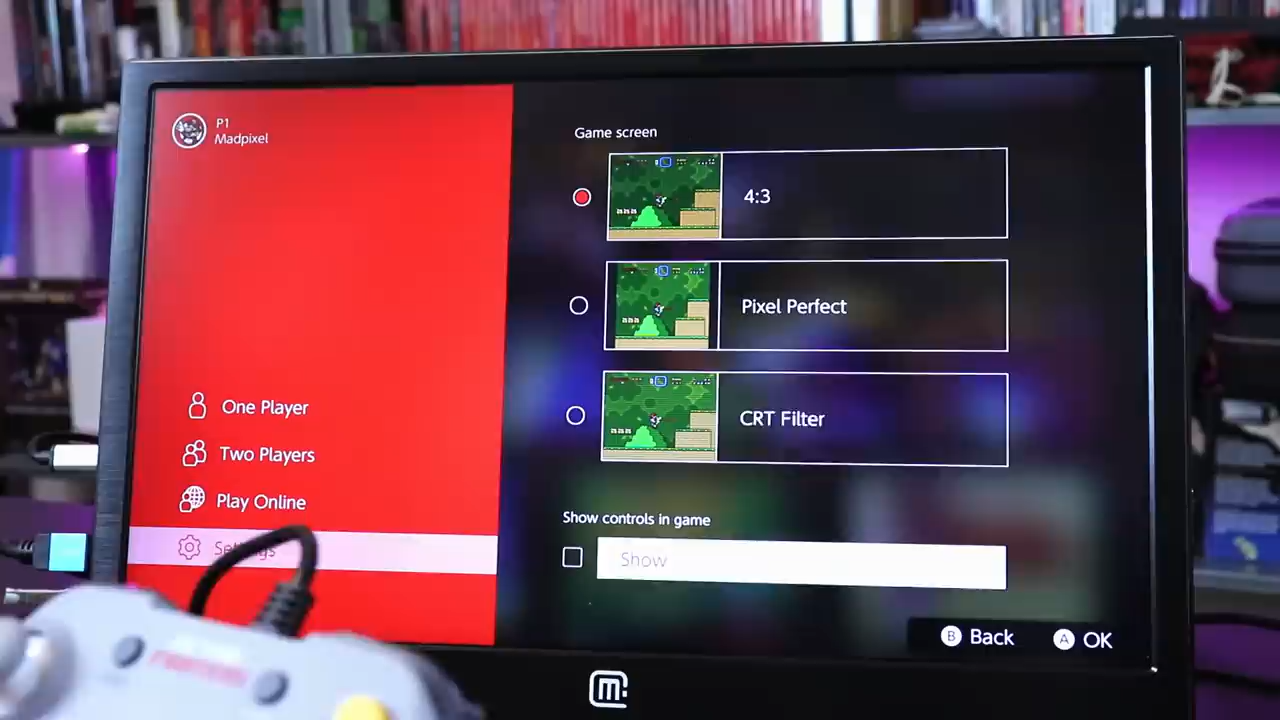 P1
Madpixel
One Player
Two Players
Play Online
Settings
Game screen
4:3
Pixel Perfect
CRT Filter
Show controls in game
Show
B Back
A OK